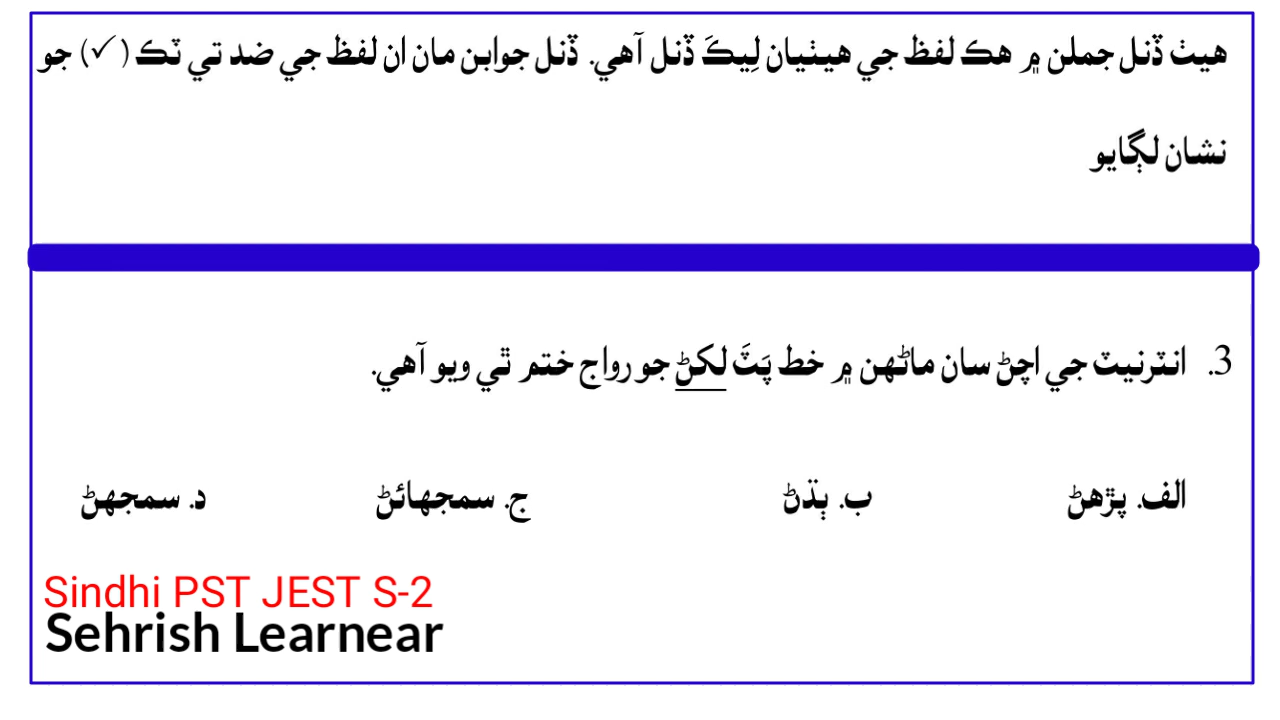 هيٺ ڏنل جملن ۾ هڪ لفظ جي هيٺيان لِيڪَ ڏنل آهي. ڏنل جوابن مان ان لفظ جي ضد تي ٽڪ (✓) جو
نشان لڳايو
3. انٽرنيٽ جي اچڻ سان ماڻهن ۾ خط پَٽَ لکڻ جو رواج ختم ٿي ويو آهي.
الف. پڙهڻ ب. ٻڌڻ ج. سمجهائڻ د. سمجهڻ
Sindhi PST JEST S-2
Sehrish Learnear